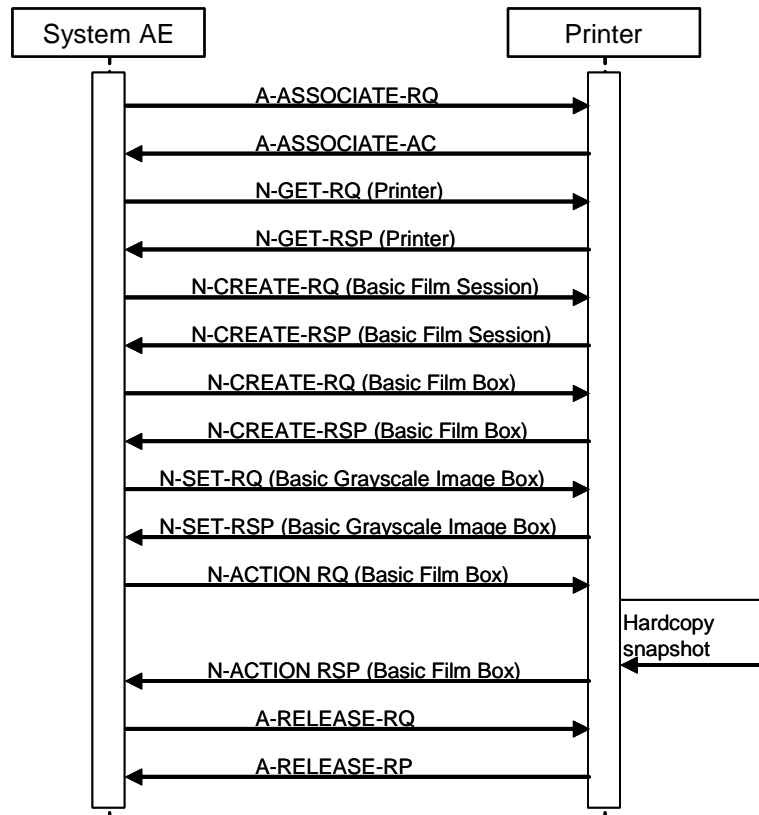 System AE
Printer
A-ASSOCIATE-RQ
A-ASSOCIATE-AC
N-GET-RQ (Printer)
N-GET-RSP (Printer)
N-CREATE-RQ (Basic Film Session)
N-CREATE-RSP (Basic Film Session)
N-CREATE-RQ (Basic Film Box)
N-CREATE-RSP (Basic Film Box)
N-SET-RQ (Basic Grayscale Image Box)
N-SET-RSP (Basic Grayscale Image Box)
N-ACTION RQ (Basic Film Box)
Hardcopy
snapshot
N-ACTION RSP (Basic Film Box)
A-RELEASE-RQ
A-RELEASE-RP